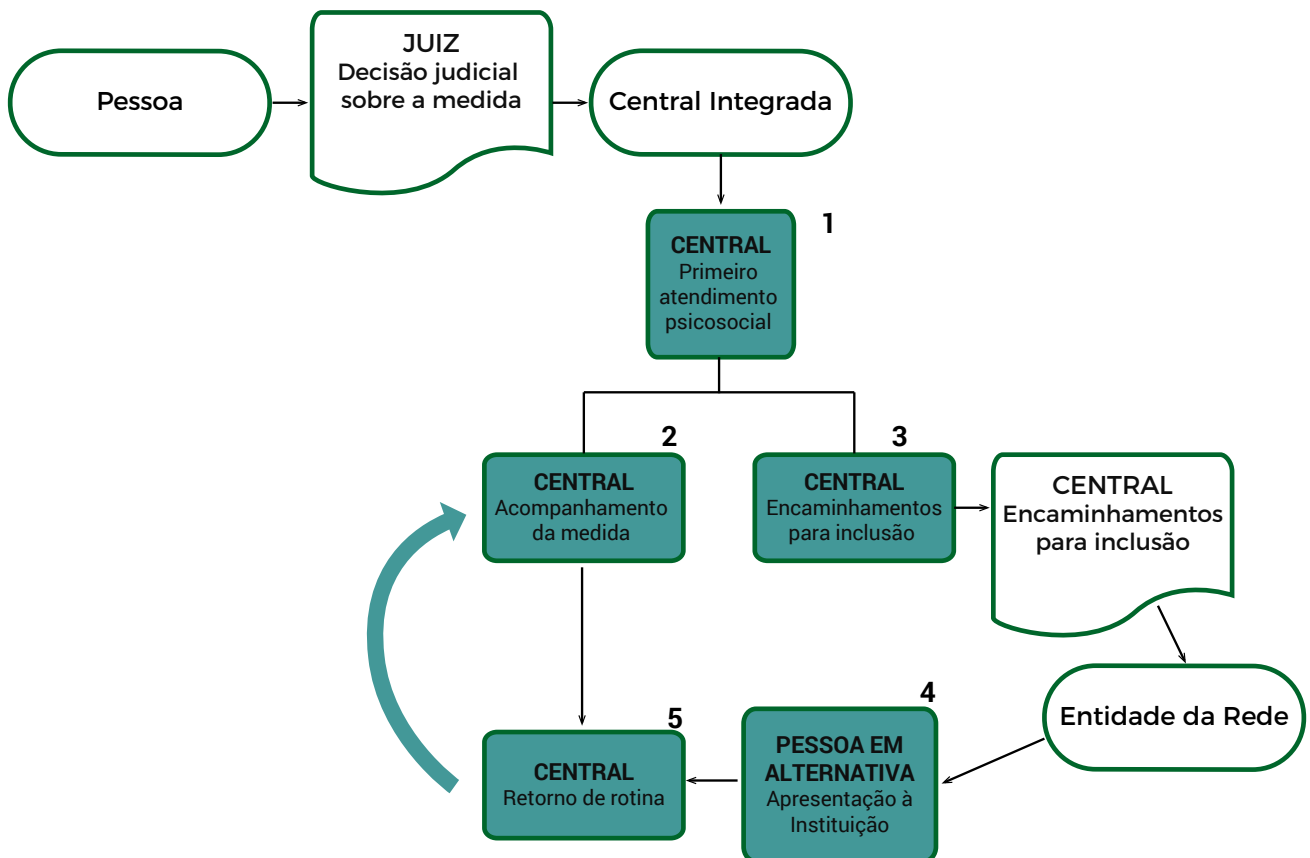 Pessoa
JUIZ
Decisão judicial
sobre a medida
Central Integrada
1
CENTRAL
Primeiro
atendimento
psicosocial
2
CENTRAL
Acompanhamento
da medida
3
CENTRAL
Encaminhamentos
para inclusão
CENTRAL
Encaminhamentos
para inclusão
Entidade da Rede
4
PESSOA EM
ALTERNATIVA
Apresentação à
Instituição
5
CENTRAL
Retorno de rotina